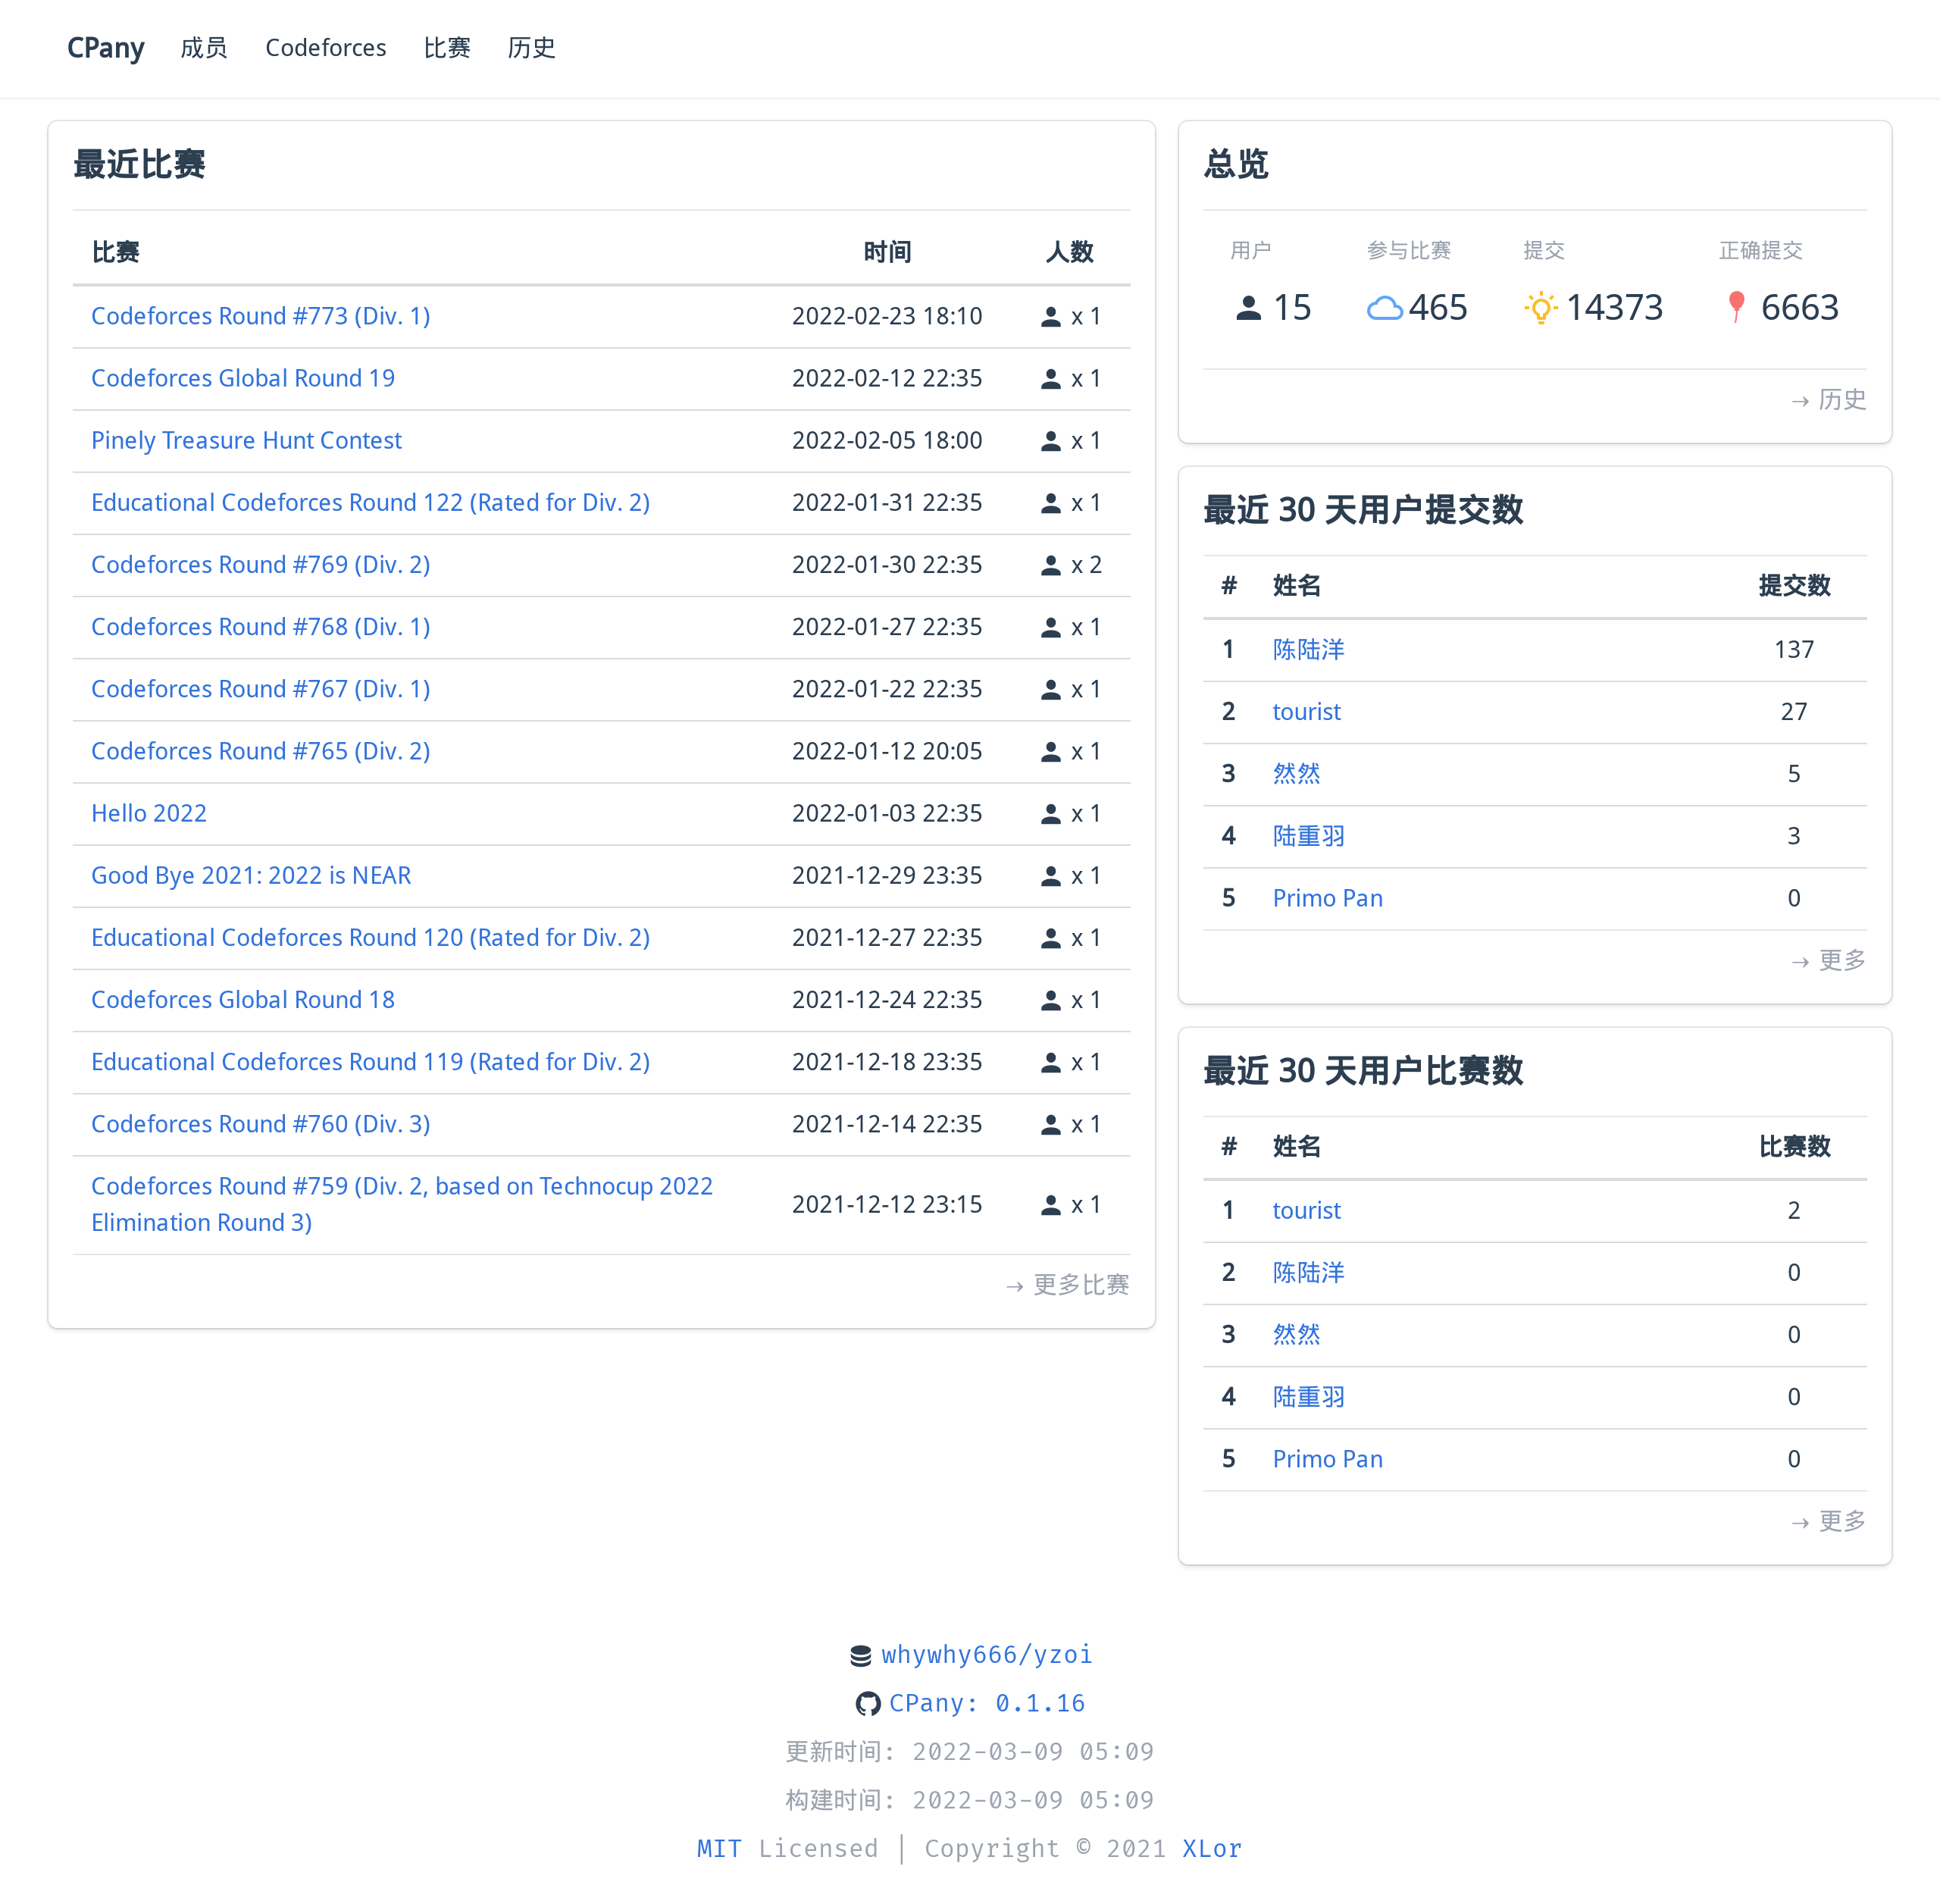 CPany 成员 Codeforces 比赛 历史
最近比赛
比赛 时间 人数
Codeforces Round #773 (Div. 1) 2022-02-23 18:10 x 1
Codeforces Global Round 19 2022-02-12 22:35 x 1
Pinely Treasure Hunt Contest 2022-02-05 18:00 x 1
Educational Codeforces Round 122 (Rated for Div. 2) 2022-01-31 22:35 x 1
Codeforces Round #769 (Div. 2) 2022-01-30 22:35 x 2
Codeforces Round #768 (Div. 1) 2022-01-27 22:35 x 1
Codeforces Round #767 (Div. 1) 2022-01-22 22:35 x 1
Codeforces Round #765 (Div. 2) 2022-01-12 20:05 x 1
Hello 2022 2022-01-03 22:35 x 1
Good Bye 2021: 2022 is NEAR 2021-12-29 23:35 x 1
Educational Codeforces Round 120 (Rated for Div. 2) 2021-12-27 22:35 x 1
Codeforces Global Round 18 2021-12-24 22:35 x 1
Educational Codeforces Round 119 (Rated for Div. 2) 2021-12-18 23:35 x 1
Codeforces Round #760 (Div. 3) 2021-12-14 22:35 x 1
Codeforces Round #759 (Div. 2, based on Technocup 2022
Elimination Round 3) 2021-12-12 23:15 x 1
→ 更多比赛
总览
用户 参与比赛 提交 正确提交
15 465 14373 6663
→ 历史
最近 30 天用户提交数
# 姓名 提交数
1 陈陆洋 137
2 tourist 27
3 然然 5
4 陆重羽 3
5 Primo Pan 0
→ 更多
最近 30 天用户比赛数
# 姓名 比赛数
1 tourist 2
2 陈陆洋 0
3 然然 0
4 陆重羽 0
5 Primo Pan 0
→ 更多
whywhy666/yzoi
CPany: 0.1.16
更新时间: 2022-03-09 05:09
构建时间: 2022-03-09 05:09
MIT Licensed | Copyright © 2021 XLor